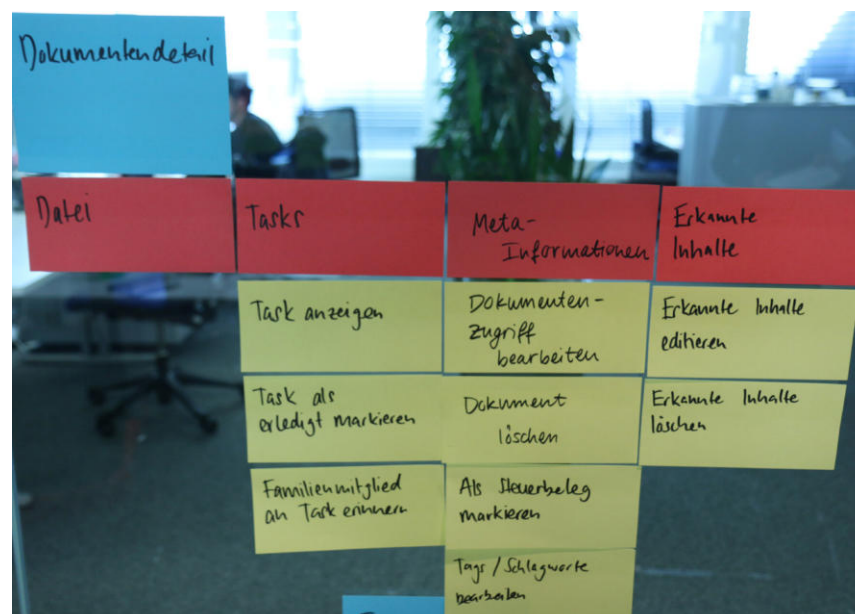 Dokumentendetail
Datei
Tasks
Meta-
Informationen
Erkannte
Inhalte
Task anzeigen
Dokumenten-
zugriff
bearbeiten
Erkannte Inhalte
editieren
Task als
erledigt markieren
Dokument
löschen
Erkannte Inhalte
löschen
Familienmitglied
an Task erinnern
Als Steuerbeleg
markieren
Tags / Schlagworte
bearbeiten